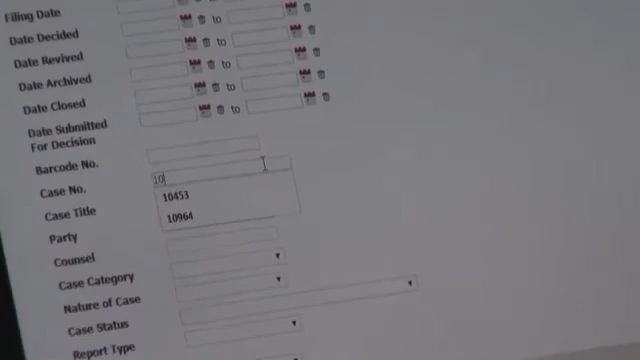 Filing Date
to
Date Decided
to
Date Revived
to
Date Archived
to
Date Closed
to
Date Submitted
For Decision
Barcode No.
10
Case No.
10453
Case Title
10964
Party
Counsel
Case Category
Nature of Case
Case Status
Report Type